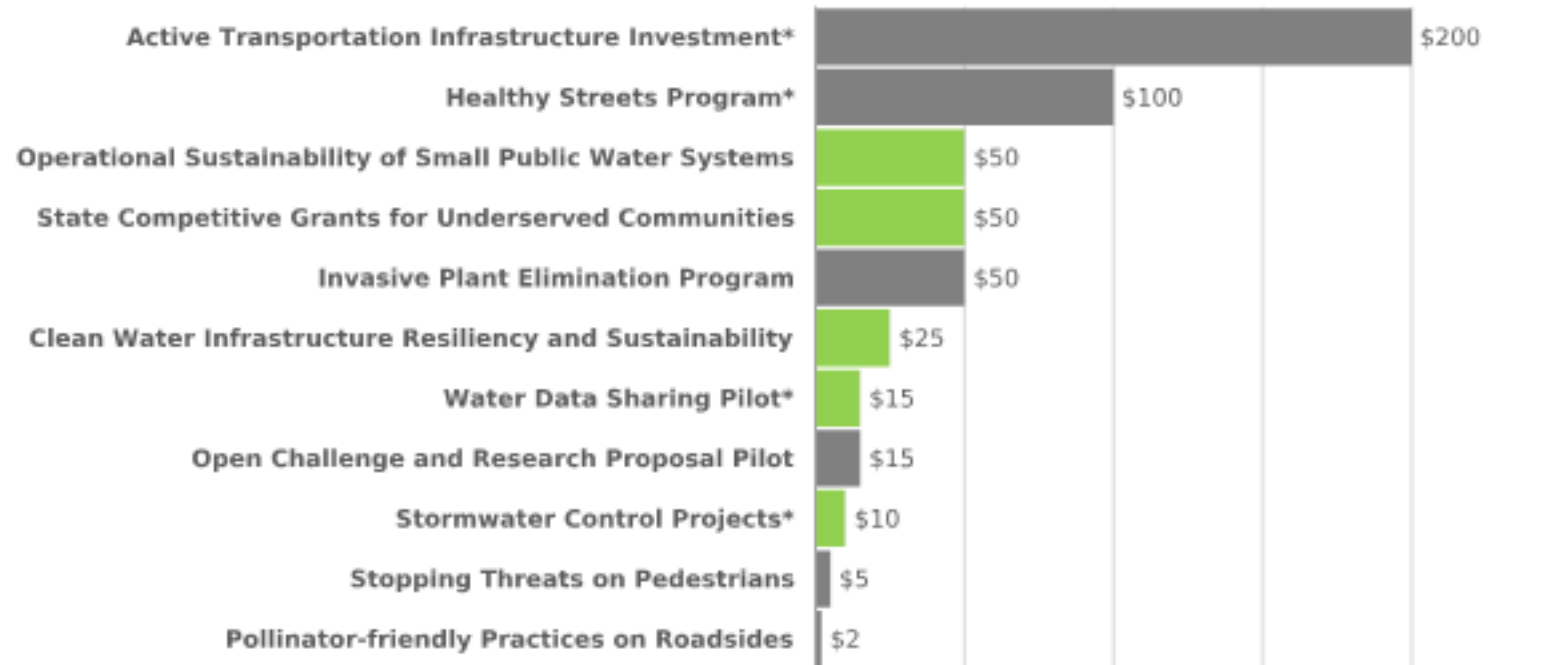 Active Transportation Infrastructure Investment* $200
Healthy Streets Program* $100
Operational Sustainability of Small Public Water Systems $50
State Competitive Grants for Underserved Communities $50
Invasive Plant Elimination Program $50
Clean Water Infrastructure Resiliency and Sustainability $25
Water Data Sharing Pilot* $15
Open Challenge and Research Proposal Pilot $15
Stormwater Control Projects* $10
Stopping Threats on Pedestrians $5
Pollinator-friendly Practices on Roadsides $2